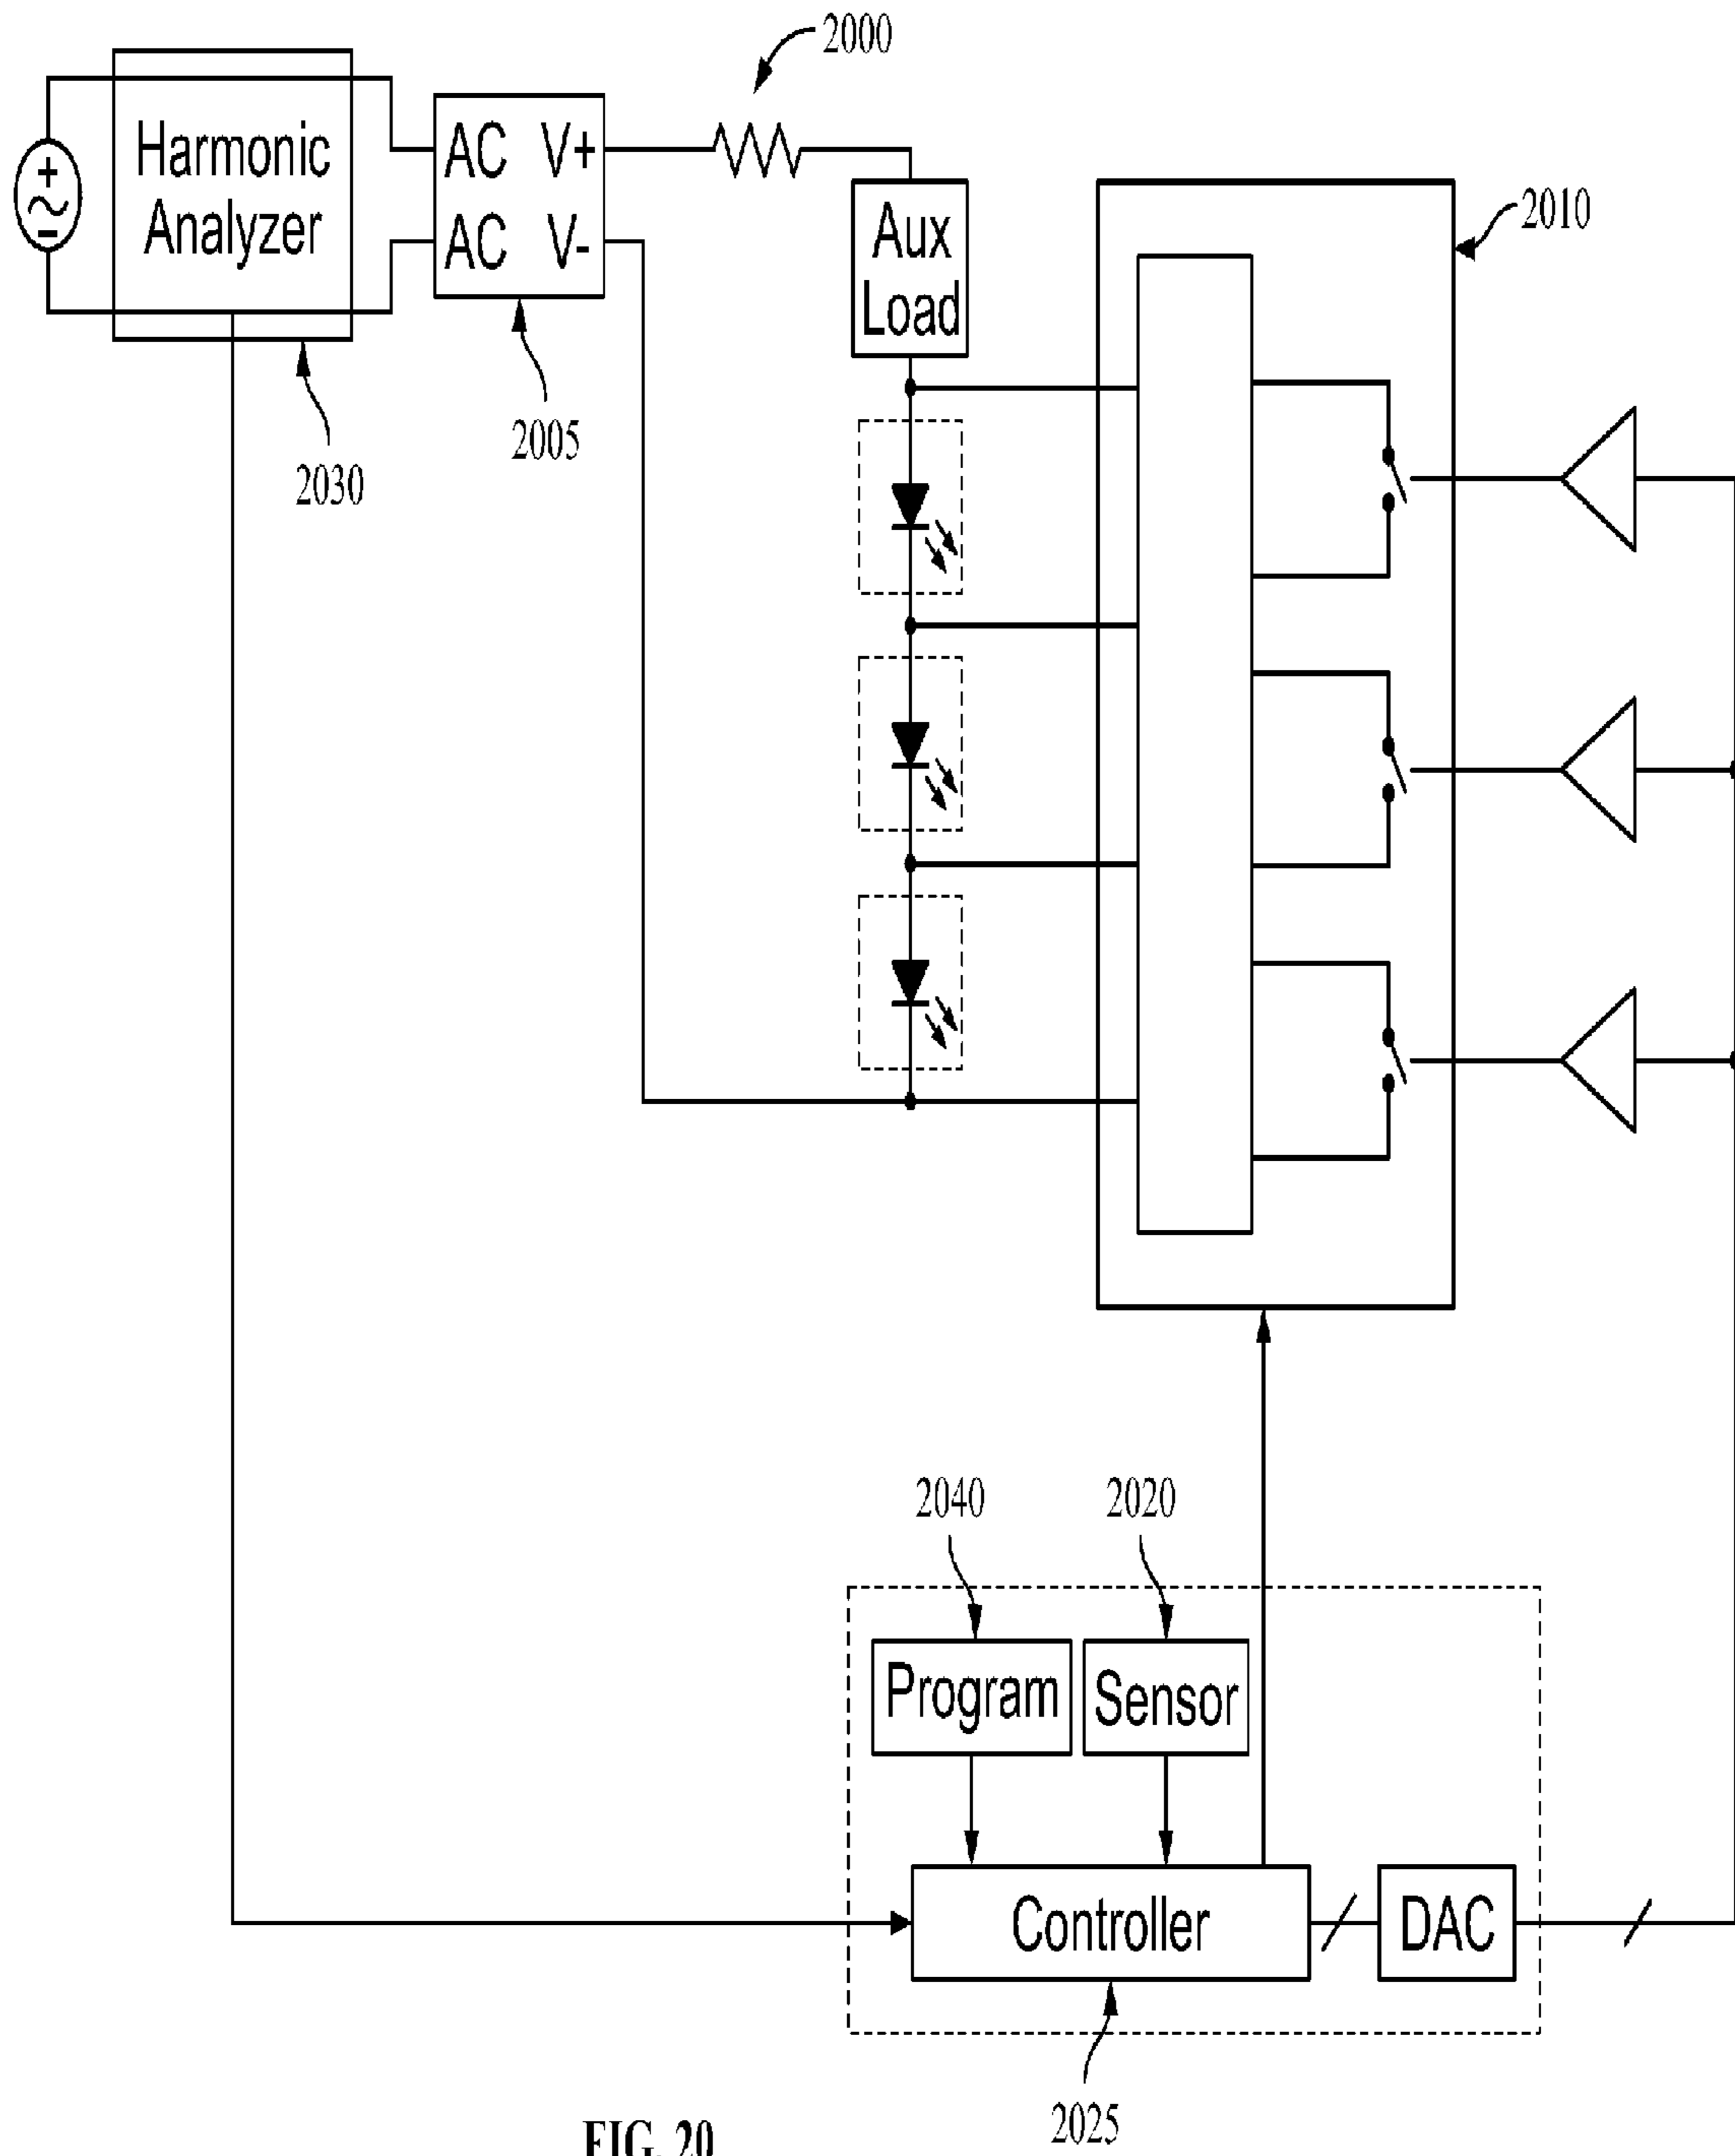 2000
Harmonic
Analyzer
+
~
-
AC V+
AC V-
Aux
Load
2010
2005
2030
2040
2020
Program
Sensor
Controller
DAC
2025
FIG. 20